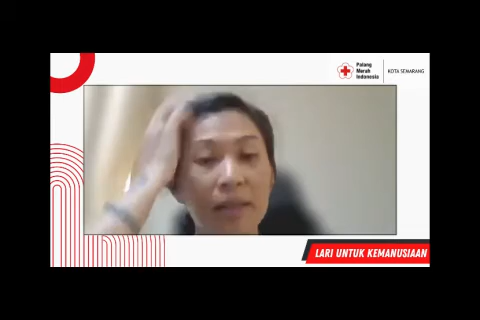 Palang
Merah
Indonesia
KOTA SEMARANG
LARI UNTUK KEMANUSIAAN